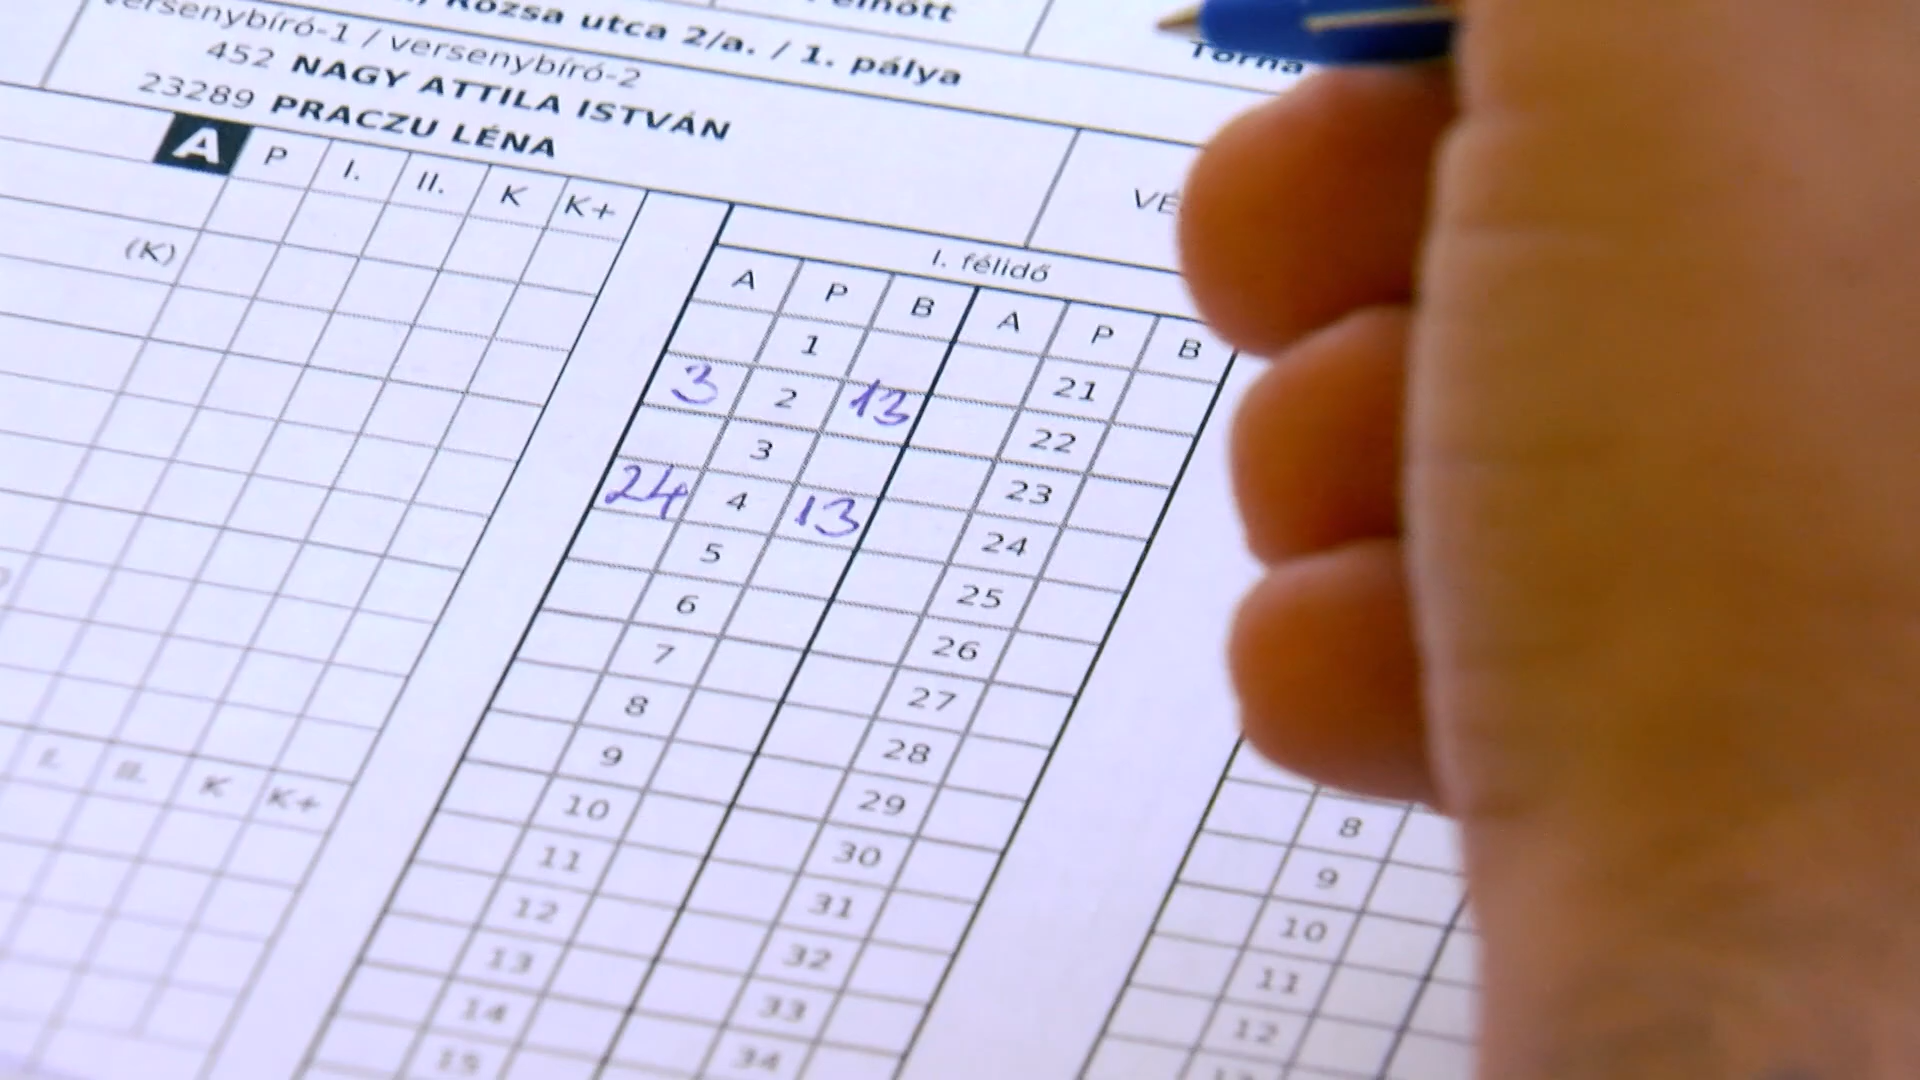 Rózsa utca 2/a. / 1. pálya
Torna
versenybíró-1 / versenybíró-2
452 NAGY ATTILA ISTVÁN
23289 PRACZU LÉNA
A P I. II. K K+
(K)
I. félidő
A P B A P B
1 21
3 2 13 22
3 23
24 4 13 24
5 25
6 26
7 27
8 28
9 29
10 30
11 31
12 32
13 33
14 34
15
I. II. K K+
8
9
10
11
12